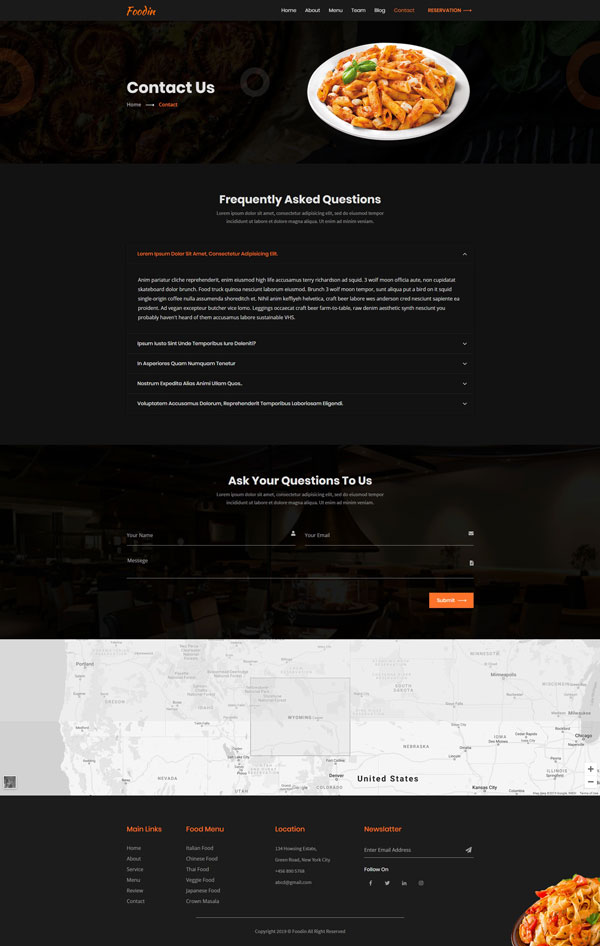 Foodin
Home About Menu Team Blog Contact RESERVATION
Contact Us
Home Contact
Frequently Asked Questions
Lorem ipsum dolor sit amet, consectetur adipisicing elit, sed do eiusmod tempor
incididunt ut labore et dolore magna aliqua. Ut enim ad minim veniam.
Lorem Ipsum Dolor Sit Amet, Consectetur Adipisicing Elit.
Anim pariatur cliche reprehenderit, enim eiusmod high life accusamus terry richardson ad squid. 3 wolf moon officia aute, non cupidatat
skateboard dolor brunch. Food truck quinoa nesciunt laborum eiusmod. Brunch 3 wolf moon tempor, sunt aliqua put a bird on it squid
single-origin coffee nulla assumenda shoreditch et. Nihil anim keffiyeh helvetica, craft beer labore wes anderson cred nesciunt sapiente ea
proident. Ad vegan excepteur butcher vice lomo. Leggings occaecat craft beer farm-to-table, raw denim aesthetic synth nesciunt you
probably haven't heard of them accusamus labore sustainable VHS.
Ipsum Iusto Sint Unde Temporibus Iure Deleniti?
In Asperiores Quam Numquam Tenetur
Nostrum Expedita Alias Animi Ullam Quos..
Voluptatem Accusamus Dolorum, Reprehenderit Temporibus Laboriosam Eligendi.
Ask Your Questions To Us
Lorem ipsum dolor sit amet, consectetur adipisicing elit, sed do eiusmod tempor
incididunt ut labore et dolore magna aliqua. Ut enim ad minim veniam.
Your Name Your Email
Messege
Submit
Portland
OREGON
MINNESOTA
Minneapolis
WISCONSIN
SOUTH
DAKOTA
Milwaukee
WYOMING
IOWA
Chicago
NEBRASKA
Omaha
Salt Lake
City
NEVADA
UTAH
Denver
COLORADO
United States
ILLINOIS
Springfield
Kansas City
Main Links Food Menu Location Newslatter
Home Italian Food 134 Howsing Estate, Enter Email Address
About Chinese Food Green Road, New York City
Service Thai Food +456 890 5768 Follow On
Menu Veggie Food abcd@gmail.com
Review Japanese Food
Contact Crown Masala
Copyright 2019 © Foodin All Right Reserved